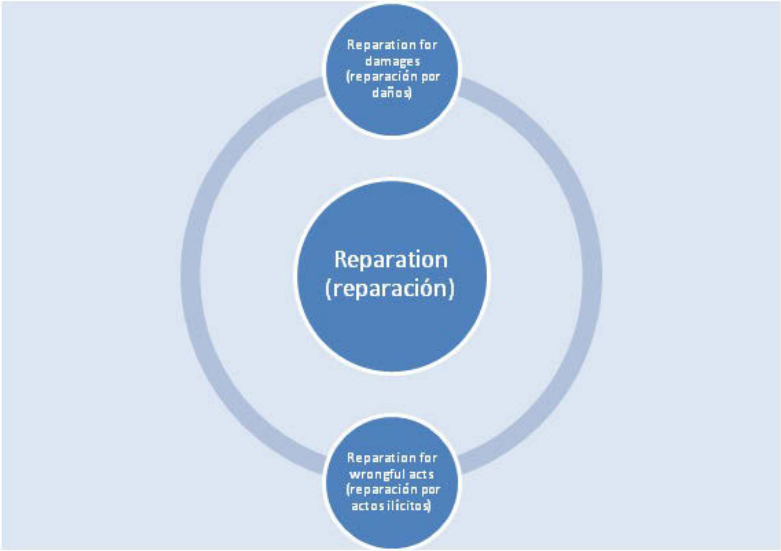 Reparation for
damages
(reparación por
daños)
Reparation
(reparación)
Reparation for
wrongful acts
(reparación por
actos ilícitos)